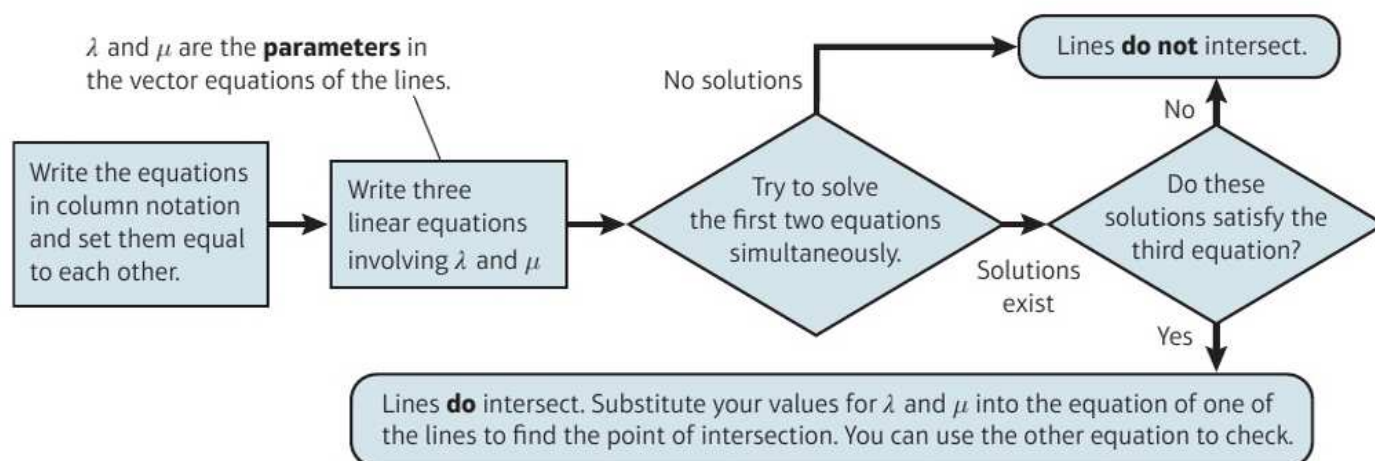 λ and μ are the parameters in
the vector equations of the lines.
Write the equations
in column notation
and set them equal
to each other.
Write three
linear equations
involving λ and μ
Try to solve
the first two equations
simultaneously.
No solutions
Solutions
exist
Lines do not intersect.
No
Do these
solutions satisfy the
third equation?
Yes
Lines do intersect. Substitute your values for λ and μ into the equation of one of
the lines to find the point of intersection. You can use the other equation to check.